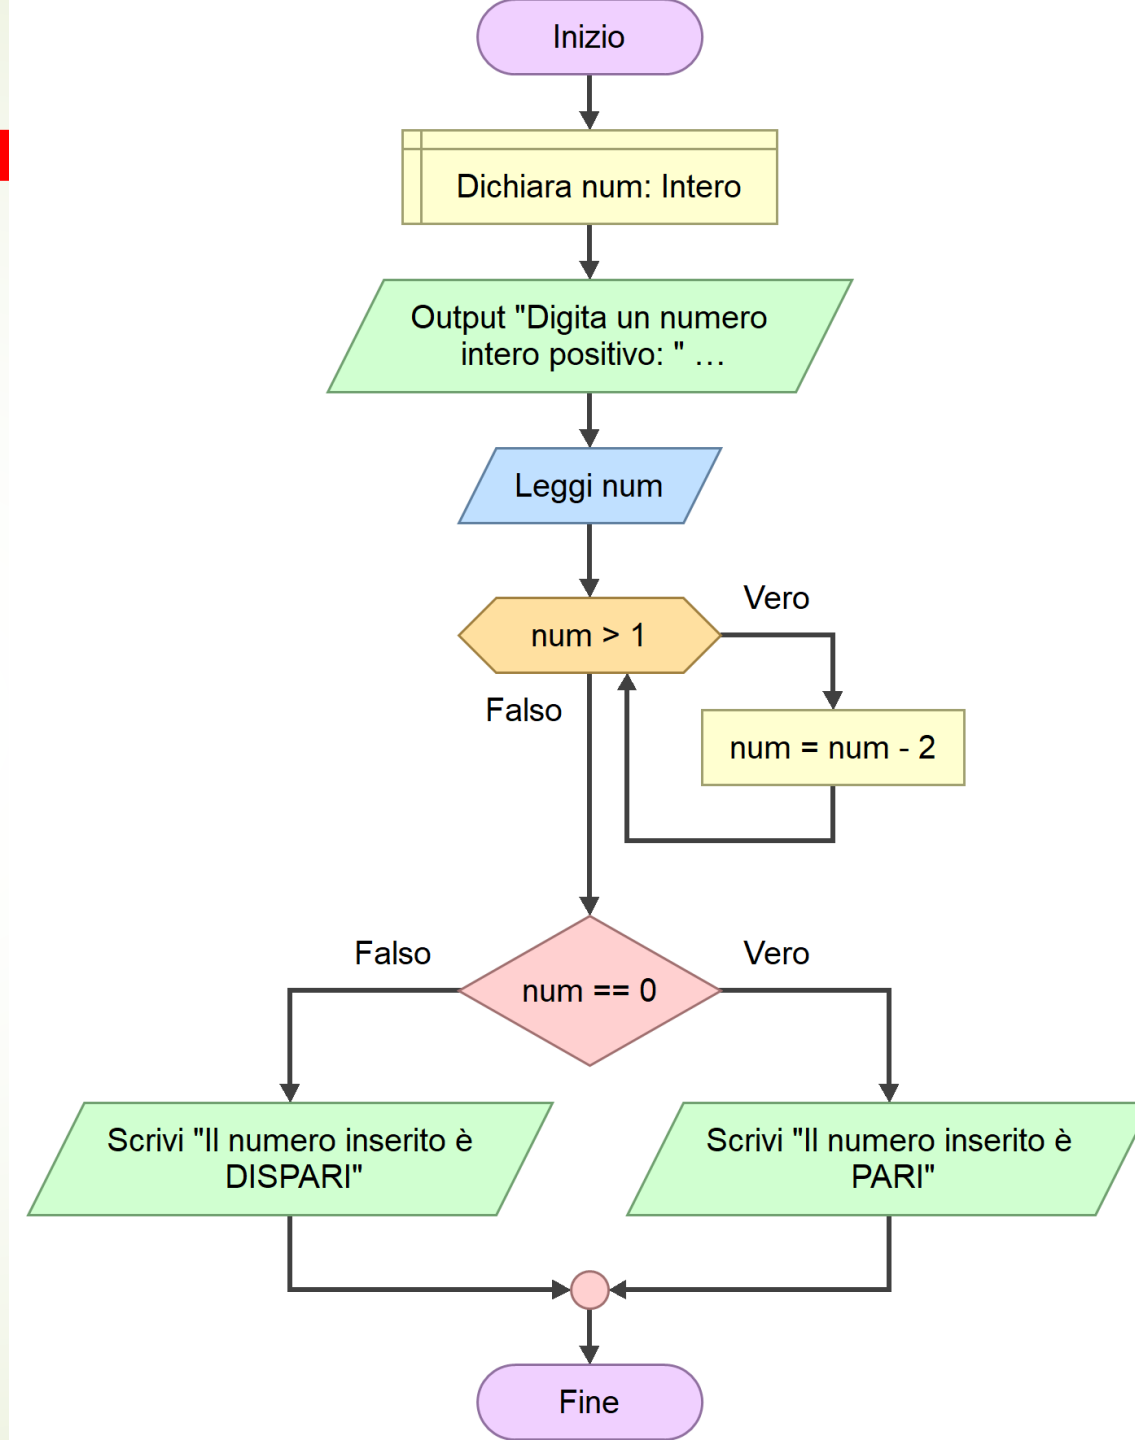 Inizio
Dichiara num: Intero
Output "Digita un numero
intero positivo: " ...
Leggi num
num > 1
Vero
Falso
num = num - 2
Falso
num == 0
Vero
Scrivi "Il numero inserito è
DISPARI"
Scrivi "Il numero inserito è
PARI"
Fine